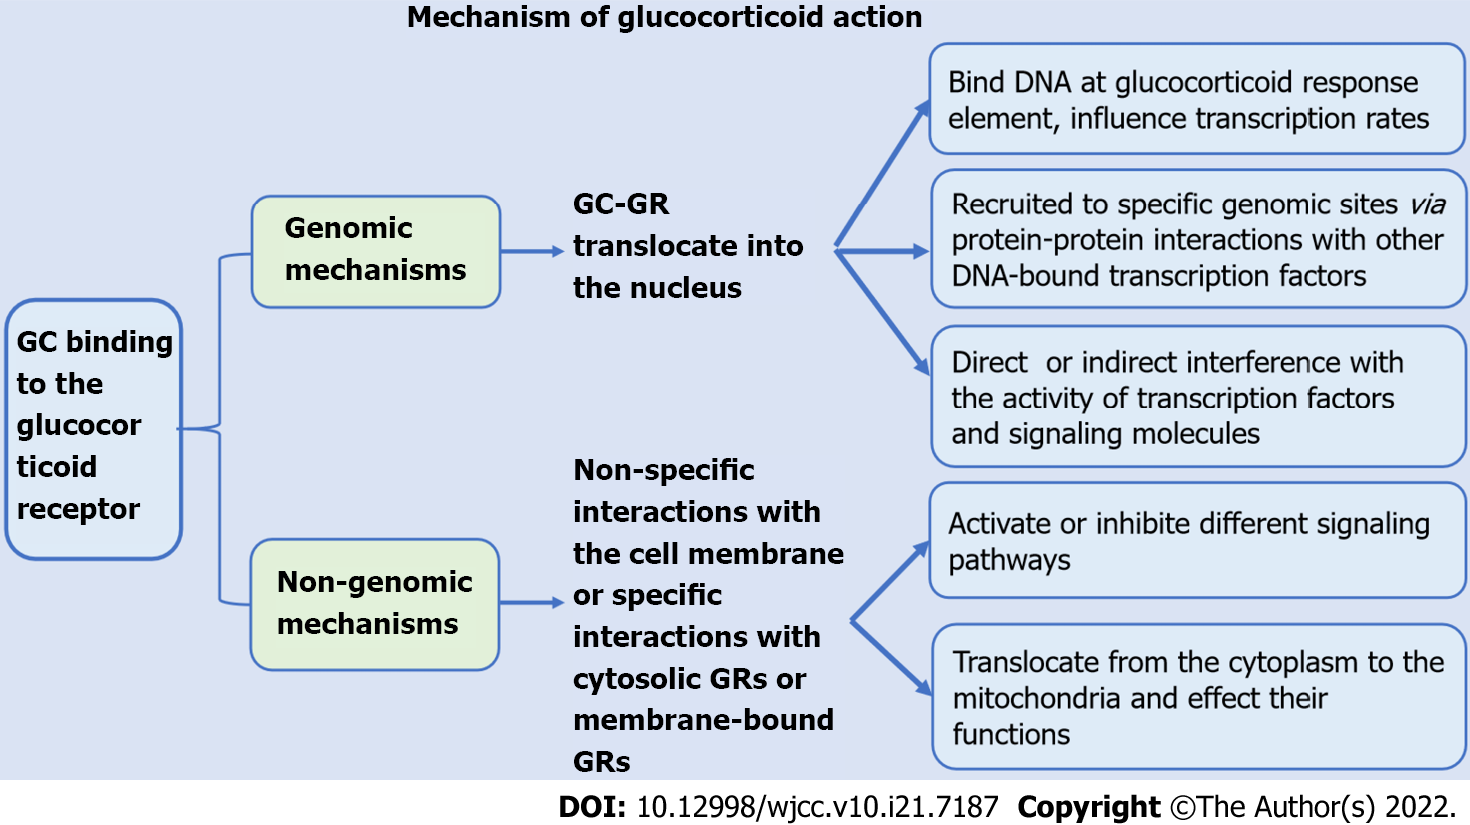 Mechanism of glucocorticoid action
GC binding
to the
glucocor
ticoid
receptor
Genomic
mechanisms
GC-GR
translocate into
the nucleus
Bind DNA at glucocorticoid response
element, influence transcription rates
Recruited to specific genomic sites via
protein-protein interactions with other
DNA-bound transcription factors
Direct or indirect interference with
the activity of transcription factors
and signaling molecules
Non-genomic
mechanisms
Non-specific
interactions with
the cell membrane
or specific
interactions with
cytosolic GRs or
membrane-bound
GRs
Activate or inhibite different signaling
pathways
Translocate from the cytoplasm to the
mitochondria and effect their
functions
DOI: 10.12998/wjcc.v10.i21.7187 Copyright ©The Author(s) 2022.